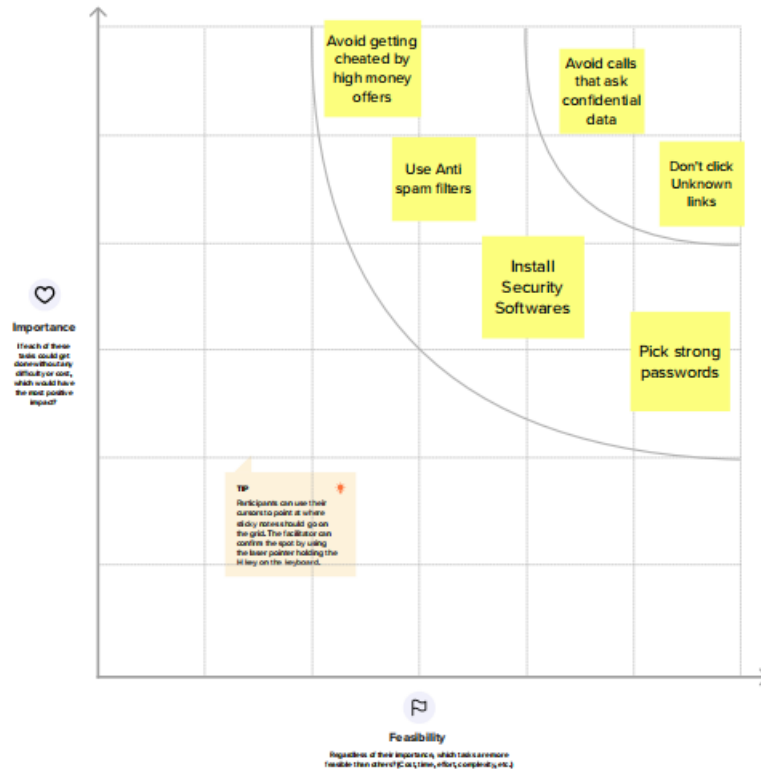 Avoid getting
cheated by
high money
offers
Avoid calls
that ask
confidential
data
Use Anti
spam filters
Don't click
Unknown
links
Install
Security
Softwares
Pick strong
passwords
Importance
If each of these
tasks could get
done without any
difficulty or cost,
which would have
the most positive
impact?
TIP
Participants can use their
cursors to point at where
sticky notes should go on
the grid. The facilitator can
confirm the spot by using
the laser pointer holding the
H key on the keyboard.
Feasibility
Regardless of their importance, which tasks are more
feasible than others? (Cost, time, effort, complexity, etc.)